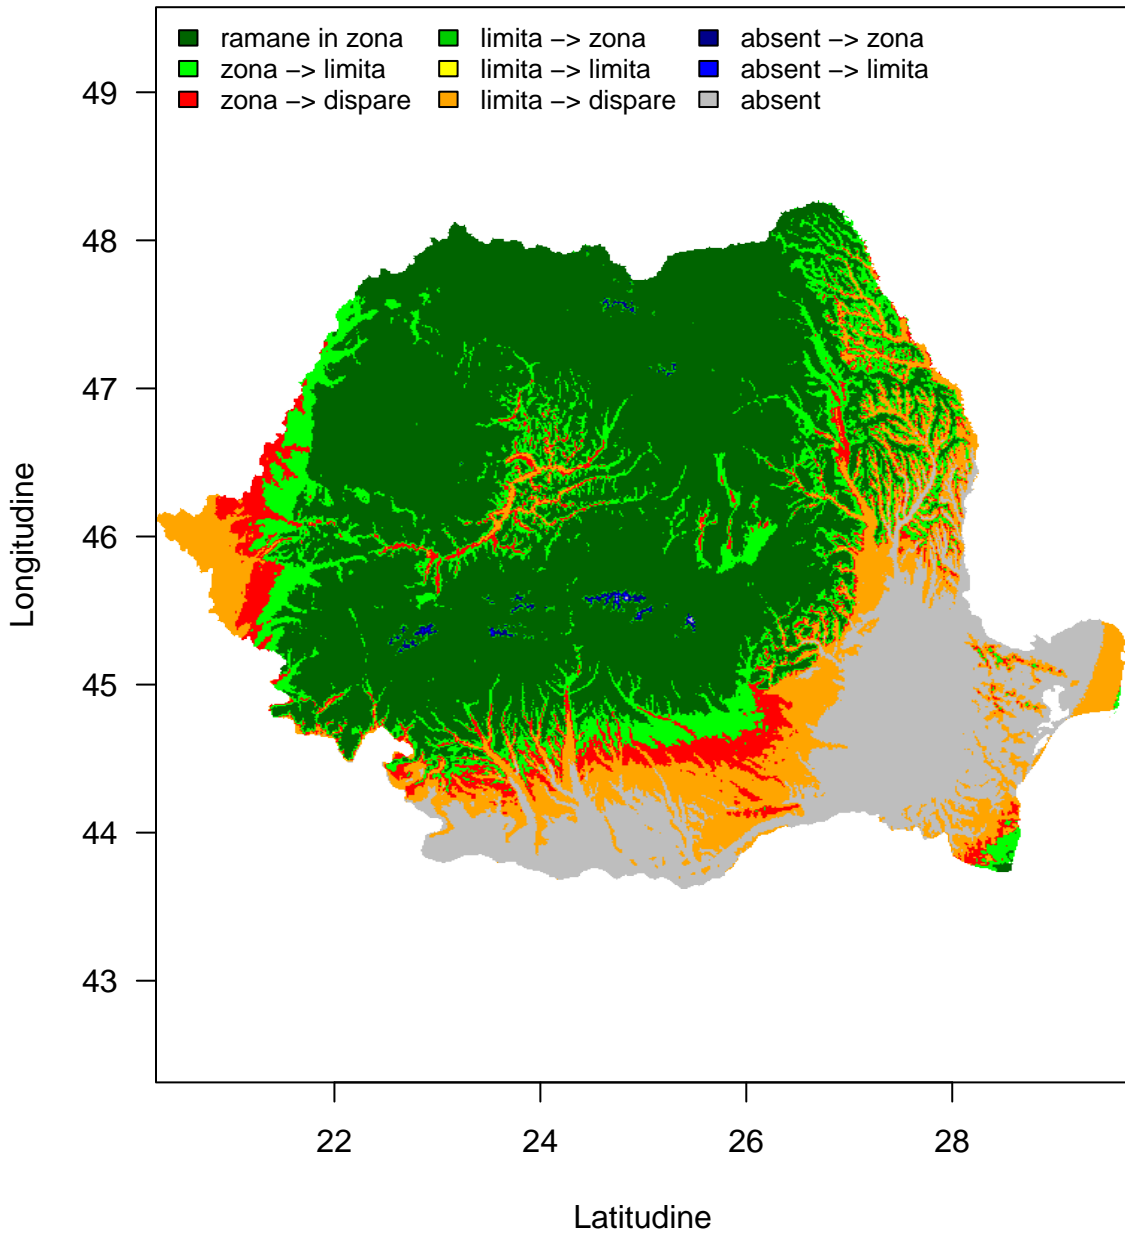 ramane in zona limita −> zona absent −> zona
zona −> limita limita −> limita absent −> limita
zona −> dispare limita −> dispare absent
49
48
47
46
45
44
43
Longitudine
22 24 26 28
Latitudine